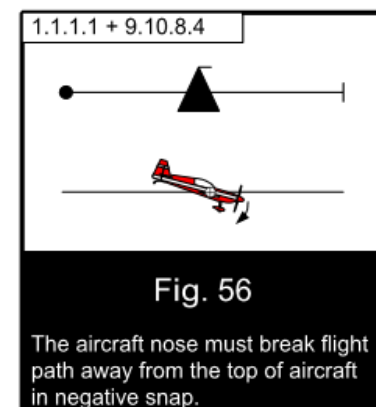 1.1.1.1 + 9.10.8.4
Fig. 56
The aircraft nose must break flight
path away from the top of aircraft
in negative snap.